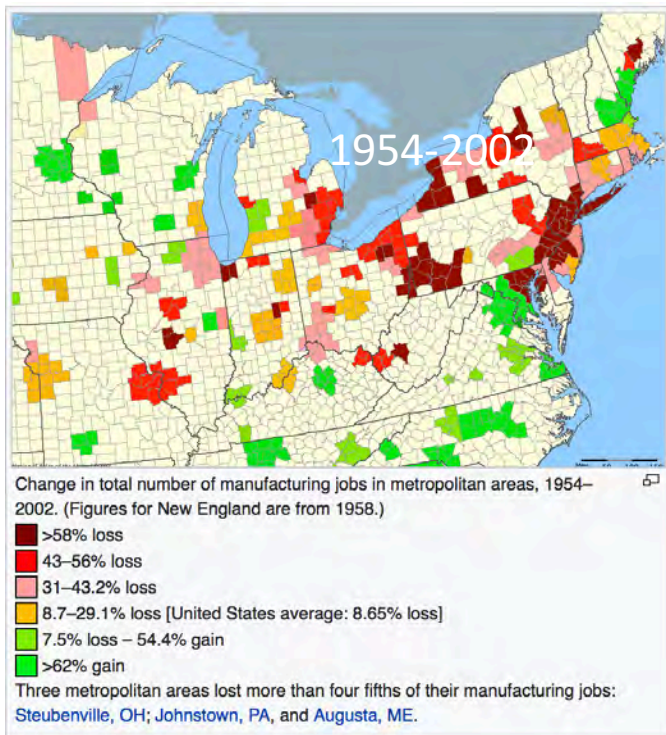 1954-2002
Change in total number of manufacturing jobs in metropolitan areas, 1954–
2002. (Figures for New England are from 1958.)
>58% loss
43–56% loss
31–43.2% loss
8.7–29.1% loss [United States average: 8.65% loss]
7.5% loss – 54.4% gain
>62% gain
Three metropolitan areas lost more than four fifths of their manufacturing jobs:
Steubenville, OH; Johnstown, PA, and Augusta, ME.